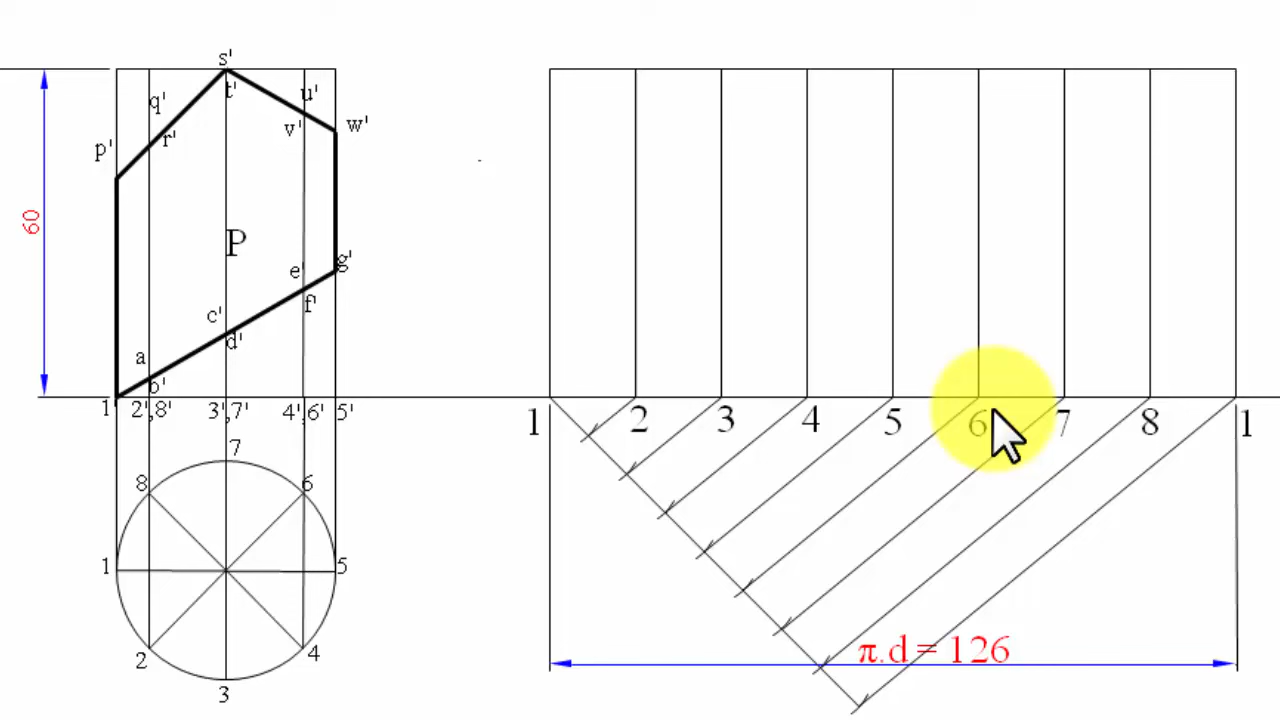 s'
t'
q'
r'
u'
v'
w'
p'
60
P
g'
e'
f'
c'
d'
a
b'
1 2',8' 3',7' 4',6' 5'
1 2 3 4 5 6 7 8 1
7
8 6
1 5
2 4
3
π.d = 126